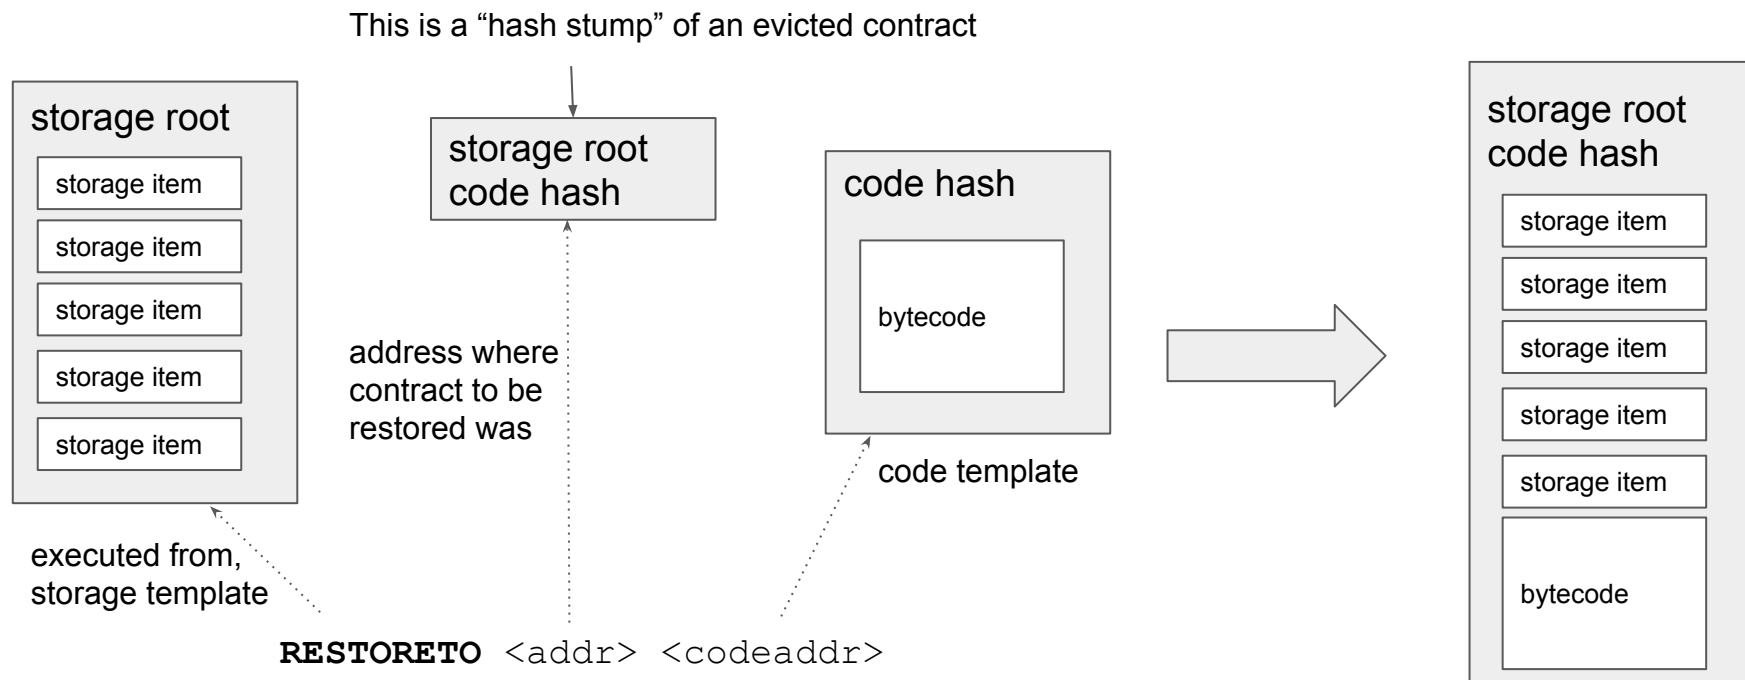 This is a “hash stump” of an evicted contract
storage root
storage item
storage item
storage item
storage item
storage item
executed from,
storage template
storage root
code hash
address where
contract to be
restored was
code hash
bytecode
code template
RESTORETO <addr> <codeaddr>
storage root
code hash
storage item
storage item
storage item
storage item
storage item
bytecode